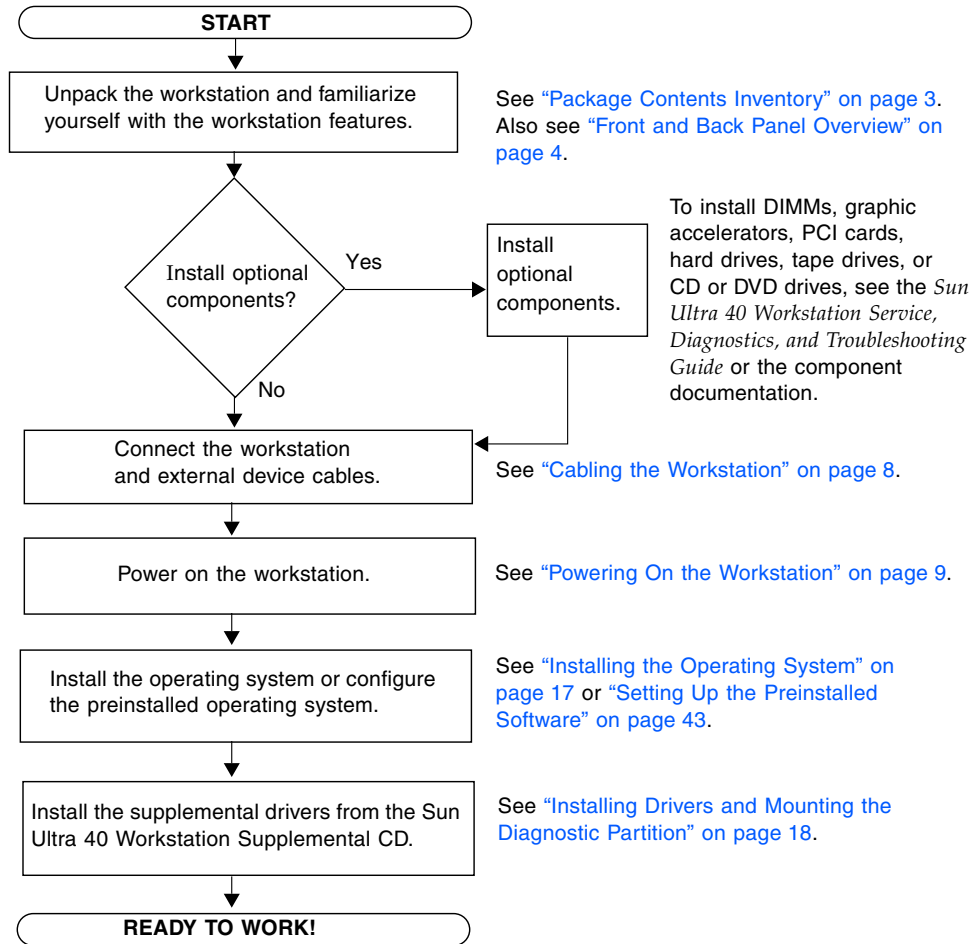 START
Unpack the workstation and familiarize
yourself with the workstation features.
See “Package Contents Inventory” on page 3.
Also see “Front and Back Panel Overview” on
page 4.
Install optional
components?
Yes
No
Install
optional
components.
To install DIMMs, graphic
accelerators, PCI cards,
hard drives, tape drives, or
CD or DVD drives, see the Sun
Ultra 40 Workstation Service,
Diagnostics, and Troubleshooting
Guide or the component
documentation.
Connect the workstation
and external device cables.
See “Cabling the Workstation” on page 8.
Power on the workstation.
See “Powering On the Workstation” on page 9.
Install the operating system or configure
the preinstalled operating system.
See “Installing the Operating System” on
page 17 or “Setting Up the Preinstalled
Software” on page 43.
Install the supplemental drivers from the Sun
Ultra 40 Workstation Supplemental CD.
See “Installing Drivers and Mounting the
Diagnostic Partition” on page 18.
READY TO WORK!